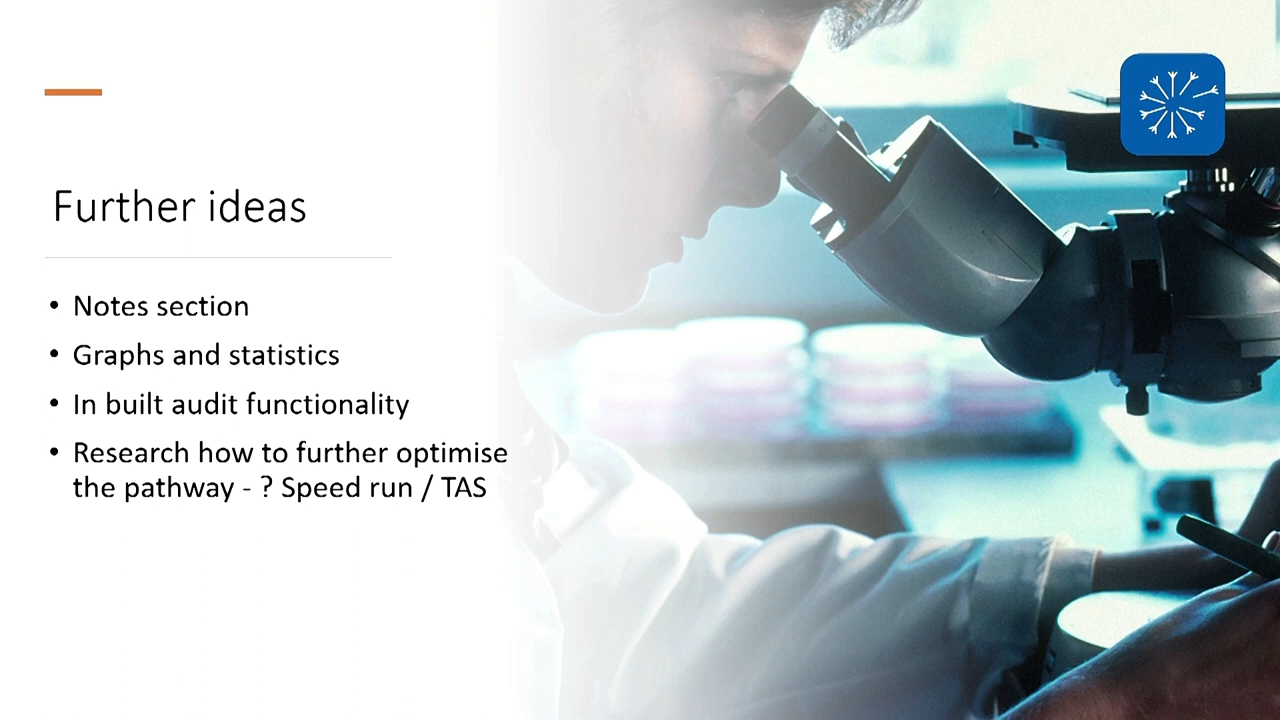 Further ideas
• Notes section
• Graphs and statistics
• In built audit functionality
• Research how to further optimise
the pathway - ? Speed run / TAS